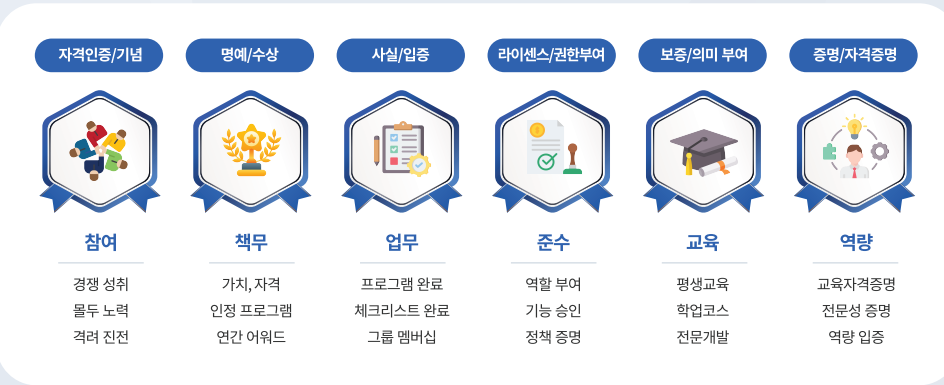 자격인증/기념
명예/수상
사실/입증
라이센스/권한부여
보증/의미 부여
증명/자격증명
참여
책무
업무
준수
교육
역량
경쟁 성취
몰두 노력
격려 진전
가치, 자격
인정 프로그램
연간 어워드
프로그램 완료
체크리스트 완료
그룹 멤버십
역할 부여
기능 승인
정책 증명
평생교육
학업코스
전문개발
교육자격증명
전문성 증명
역량 입증